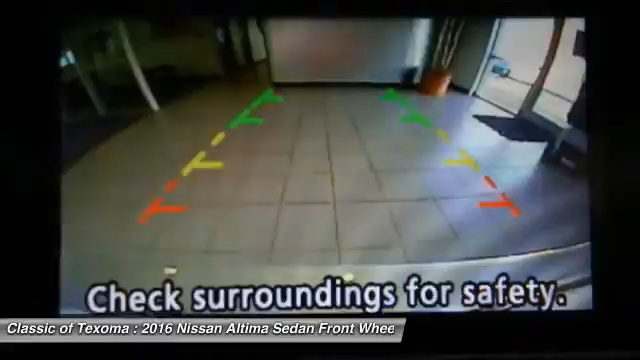 Check surroundings for safety.
Classic of Texoma : 2016 Nissan Altima Sedan Front Whee